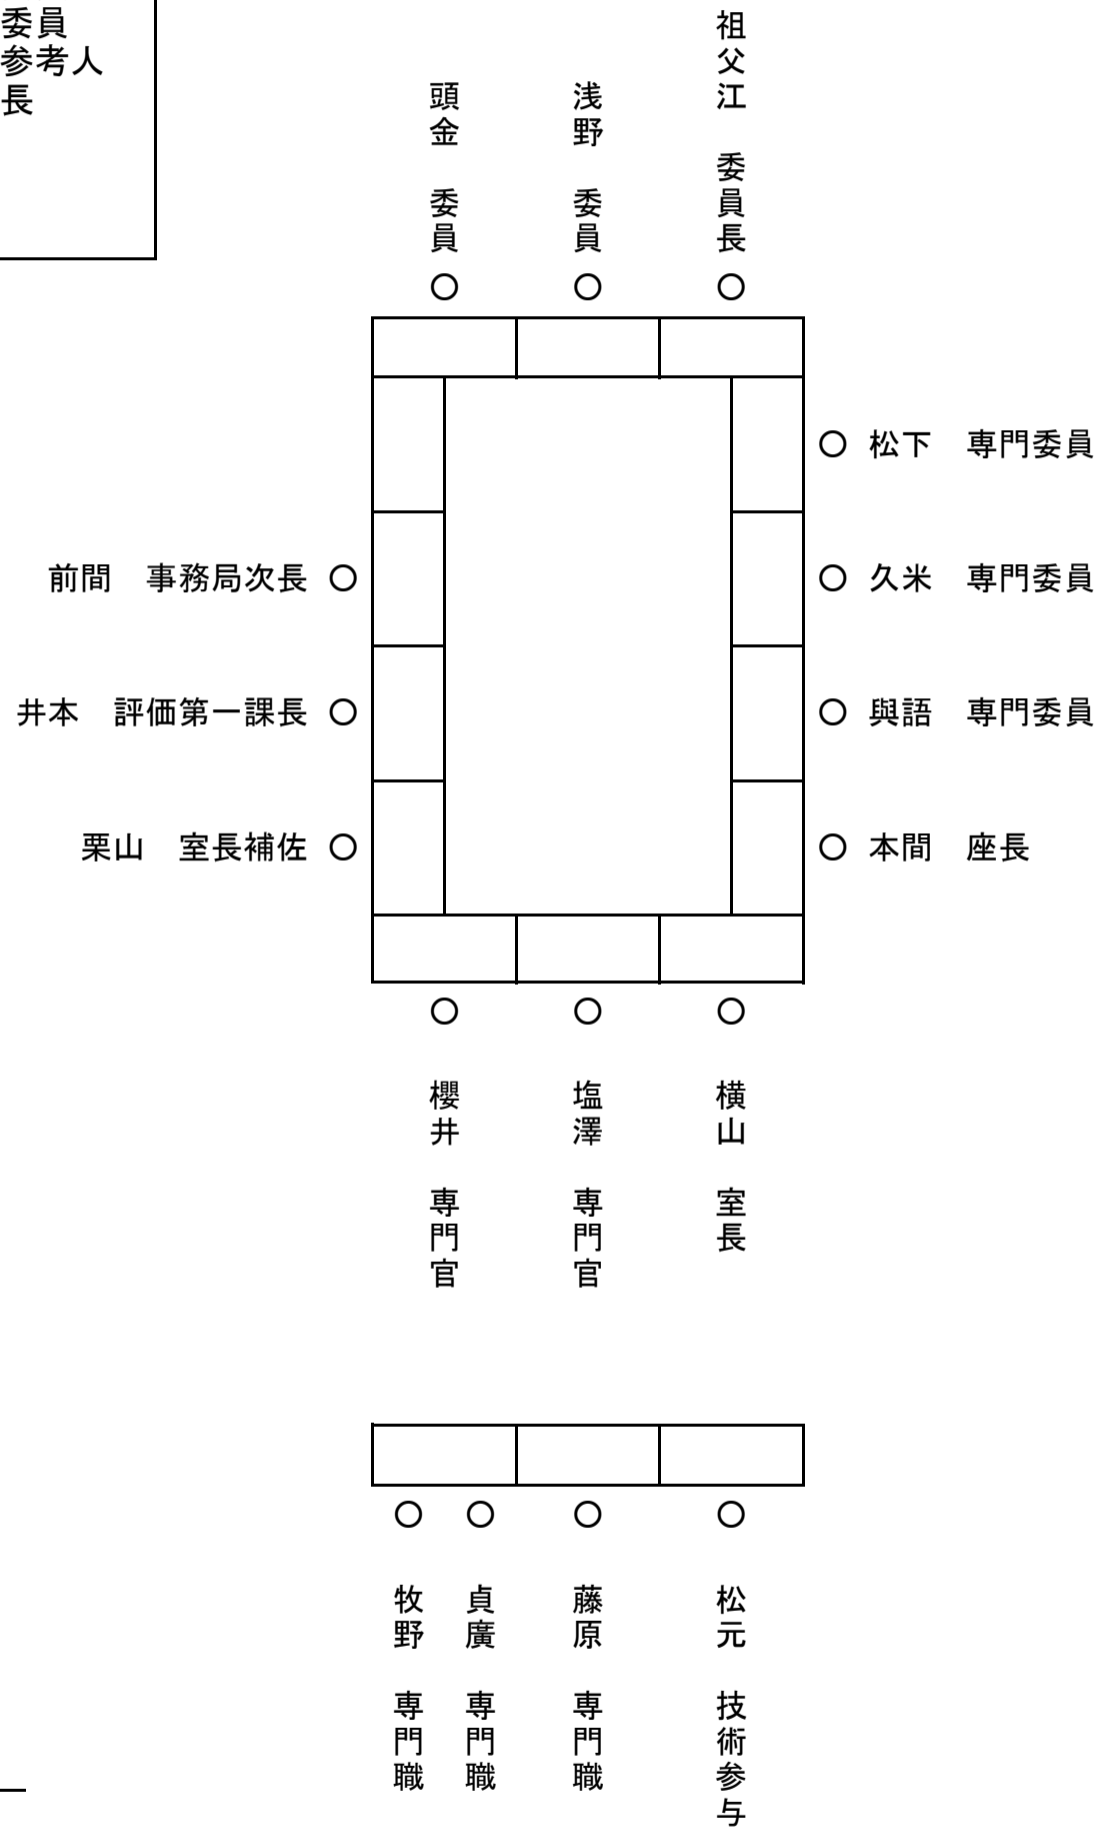 委員
参考人
長
頭金　委員
浅野　委員
祖父江　委員長
松下　専門委員
前間　事務局次長
久米　専門委員
井本　評価第一課長
與語　専門委員
栗山　室長補佐
本間　座長
櫻井　専門官
塩澤　専門官
横山　室長
牧野　専門職
貞廣　専門職
藤原　専門職
松元　技術参与